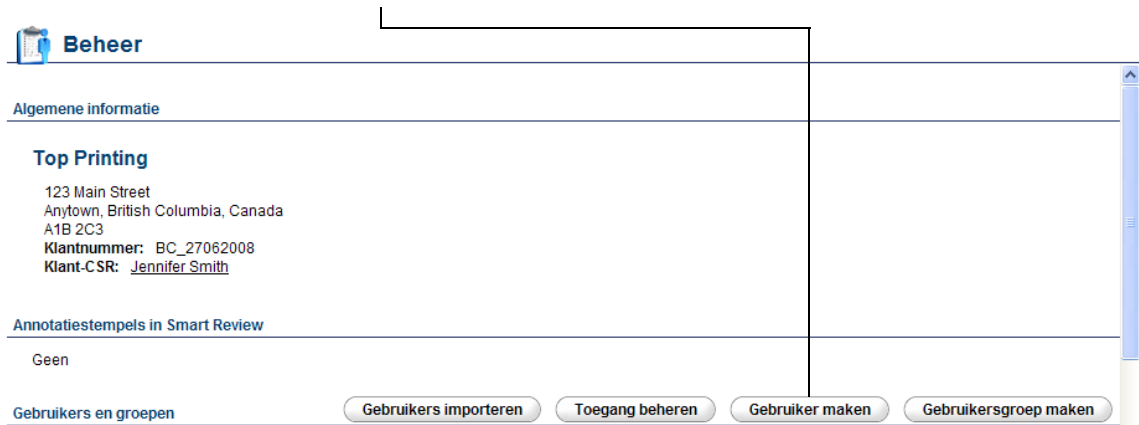 Beheer
Algemene informatie
Top Printing
123 Main Street
Anytown, British Columbia, Canada
A1B 2C3
Klantnummer: BC_27062008
Klant-CSR: Jennifer Smith
Annotatiestempels in Smart Review
Geen
Gebruikers en groepen Gebruikers importeren Toegang beheren Gebruiker maken Gebruikersgroep maken